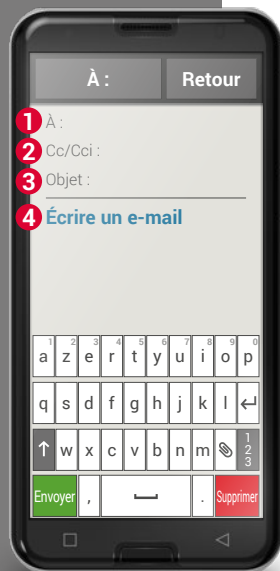 À : Retour
1 À :
2 Cc/Cci :
3 Objet :
4 Écrire un e-mail
1 2 3 4 5 6 7 8 9 0
a z e r t y u i o p
q s d f g h j k l
w x c v b n m 1 2 3
Envoyer , . Supprimer